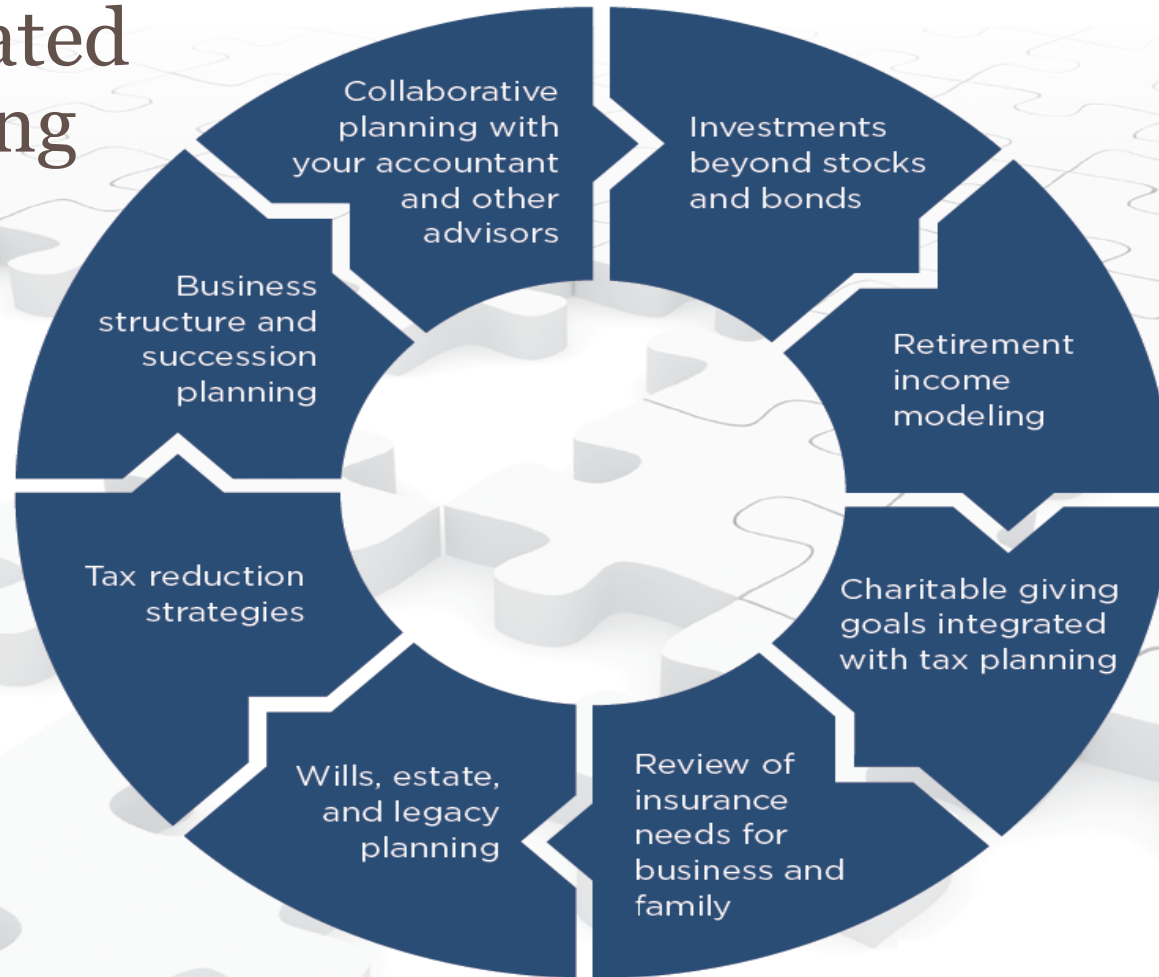 ated
ng
Collaborative
planning with
your accountant
and other
advisors
Investments
beyond stocks
and bonds
Retirement
income
modeling
Charitable giving
goals integrated
with tax planning
Review of
insurance
needs for
business and
family
Wills, estate,
and legacy
planning
Tax reduction
strategies
Business
structure and
succession
planning